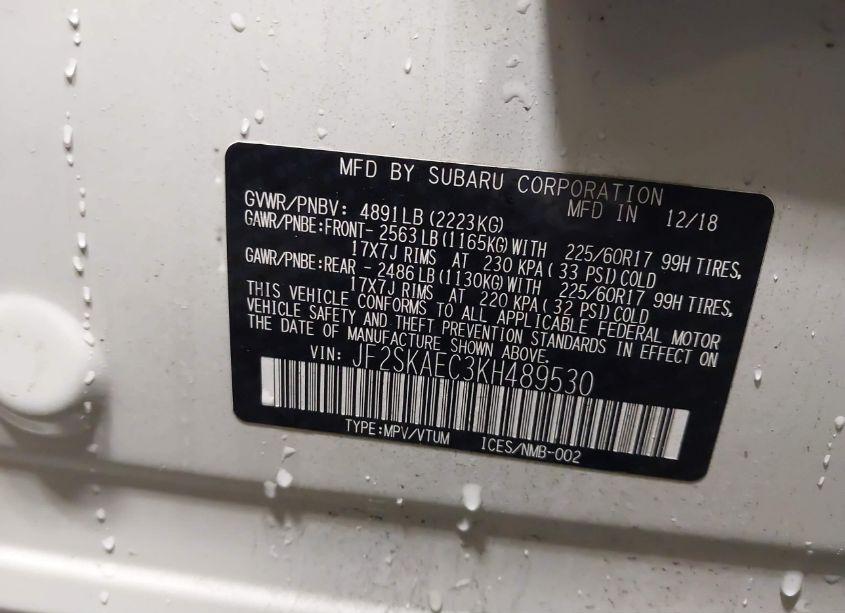 MFD BY SUBARU CORPORATION
GVWR/PNBV: 4891LB(2223KG) MFD IN 12/18
GAWR/PNBE:FRONT- 2563LB(1165KG)WITH 225/60R17 99H TIRES,
17X7J RIMS AT 230 KPA( 33 PSI)COLD
GAWR/PNBE:REAR - 2486LB(1130KG)WITH 225/60R17 99H TIRES,
17X7J RIMS AT 220 KPA( 32 PSI)COLD
THIS VEHICLE CONFORMS TO ALL APPLICABLE FEDERAL MOTOR
VEHICLE SAFETY AND THEFT PREVENTION STANDARDS IN EFFECT ON
THE DATE OF MANUFACTURE SHOWN ABOVE.
VIN: JF2SKAEC3KH489530
TYPE:MPV/VTUM ICES/NMB-002